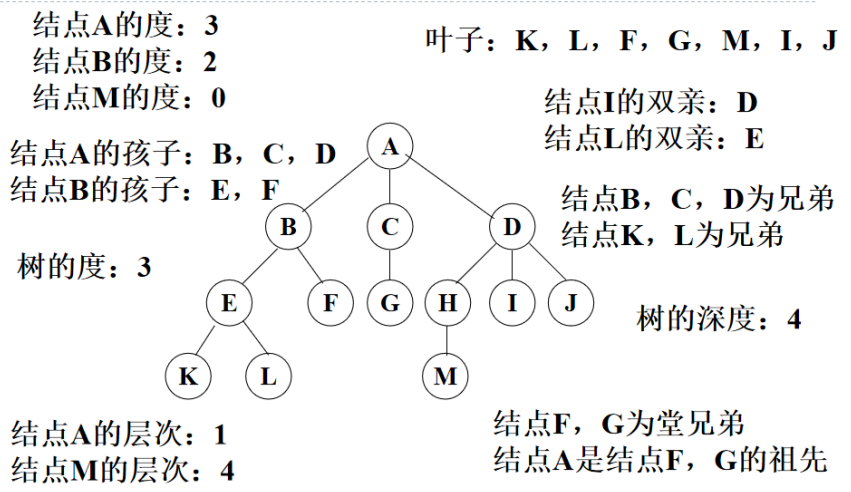 结点A的度：3
结点B的度：2
结点M的度：0
叶子：K，L，F，G，M，I，J
结点I的双亲：D
结点L的双亲：E
结点A的孩子：B，C，D
结点B的孩子：E，F
结点B，C，D为兄弟
结点K，L为兄弟
树的度：3
树的深度：4
A
B
C
D
E
F
G
H
I
J
K
L
M
结点A的层次：1
结点M的层次：4
结点F，G为堂兄弟
结点A是结点F，G的祖先